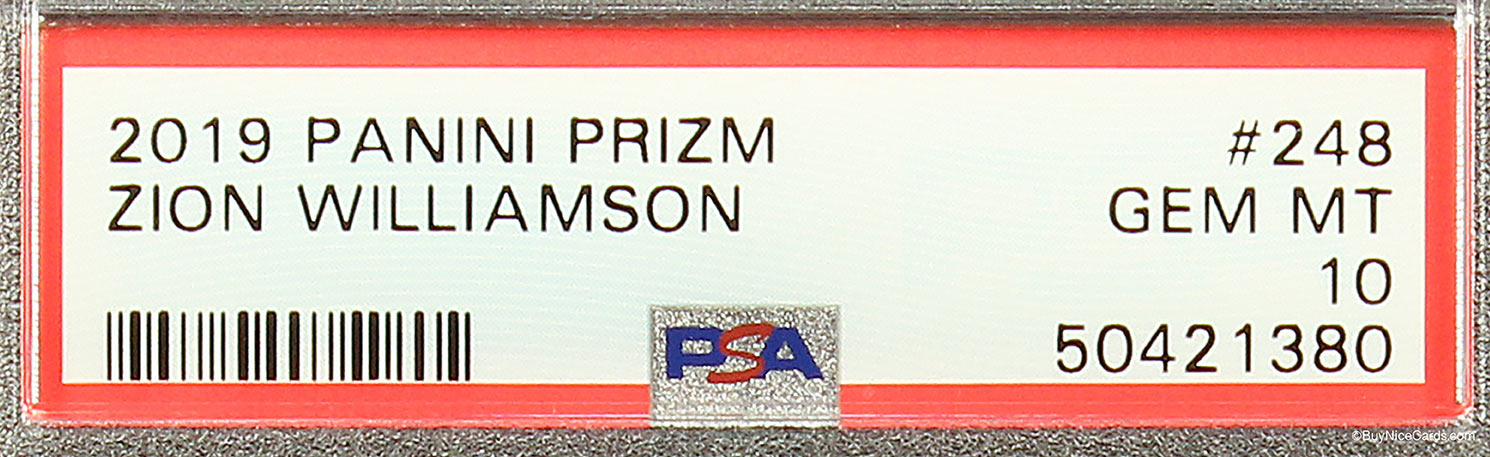 2019 PANINI PRIZM #248
ZION WILLIAMSON GEM MT
10
PSA 50421380
©BuyNiceCards.com